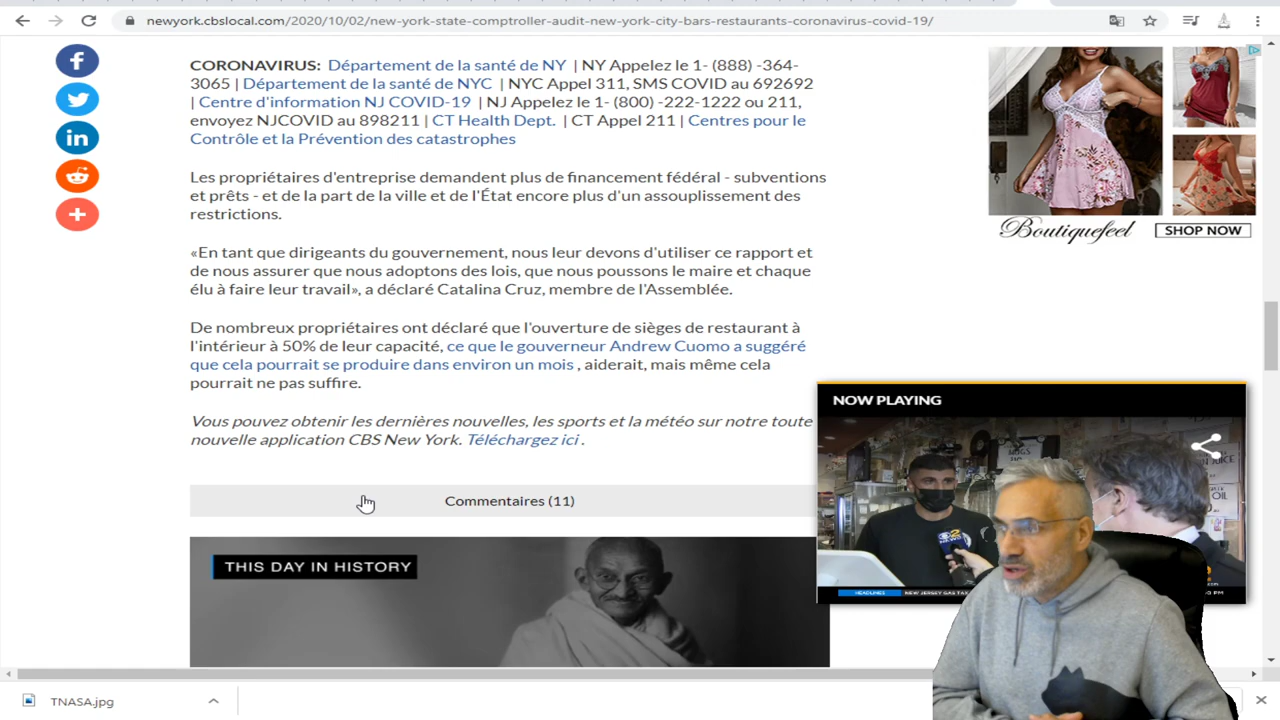 newyork.cbslocal.com/2020/10/02/new-york-state-comptroller-audit-new-york-city-bars-restaurants-coronavirus-covid-19/
CORONAVIRUS: Département de la santé de NY | NY Appelez le 1- (888) -364-
3065 | Département de la santé de NYC | NYC Appel 311, SMS COVID au 692692
| Centre d'information NJ COVID-19 | NJ Appelez le 1- (800) -222-1222 ou 211,
envoyez NJCOVID au 898211 | CT Health Dept. | CT Appel 211 | Centres pour le
Contrôle et la Prévention des catastrophes
Les propriétaires d'entreprise demandent plus de financement fédéral - subventions
et prêts - et de la part de la ville et de l'État encore plus d'un assouplissement des
restrictions.
«En tant que dirigeants du gouvernement, nous leur devons d'utiliser ce rapport et
de nous assurer que nous adoptons des lois, que nous poussons le maire et chaque
élu à faire leur travail», a déclaré Catalina Cruz, membre de l'Assemblée.
De nombreux propriétaires ont déclaré que l'ouverture de sièges de restaurant à
l'intérieur à 50% de leur capacité, ce que le gouverneur Andrew Cuomo a suggéré
que cela pourrait se produire dans environ un mois , aiderait, mais même cela
pourrait ne pas suffire.
Vous pouvez obtenir les dernières nouvelles, les sports et la météo sur notre toute
nouvelle application CBS New York. Téléchargez ici .
Commentaires (11)
THIS DAY IN HISTORY
Boutiquefeel
SHOP NOW
NOW PLAYING
HEADLINES NEW JERSEY GAS TAX
TNASA.jpg